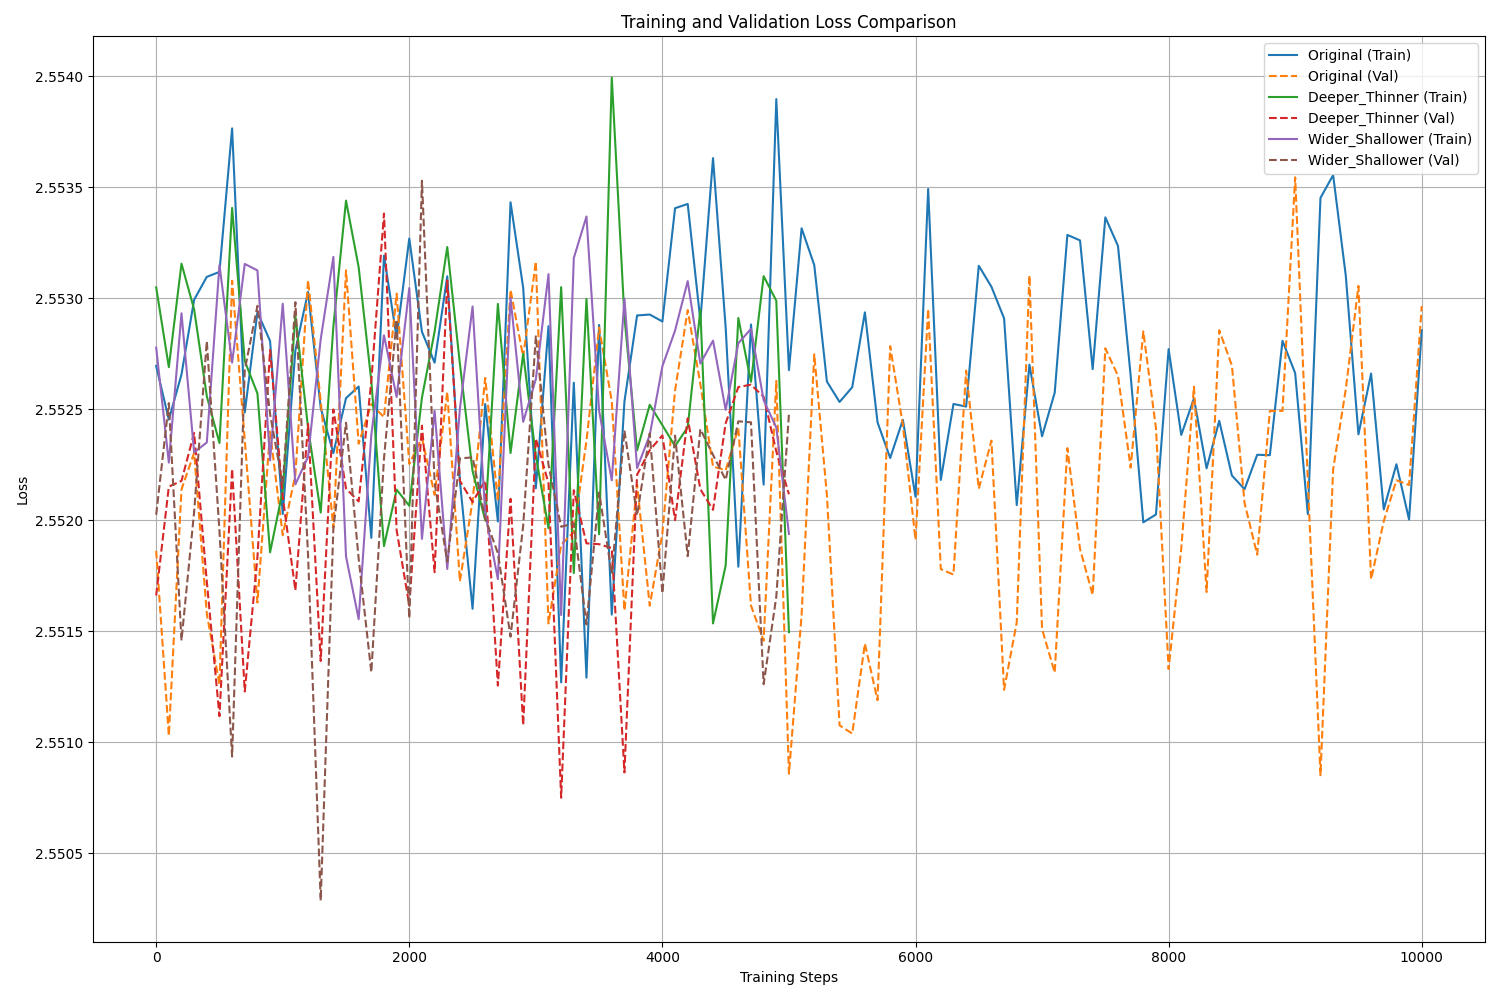 Training and Validation Loss Comparison
Loss
2.5540
2.5535
2.5530
2.5525
2.5520
2.5515
2.5510
2.5505
Original (Train)
Original (Val)
Deeper_Thinner (Train)
Deeper_Thinner (Val)
Wider_Shallower (Train)
Wider_Shallower (Val)
0
2000
4000
6000
8000
10000
Training Steps